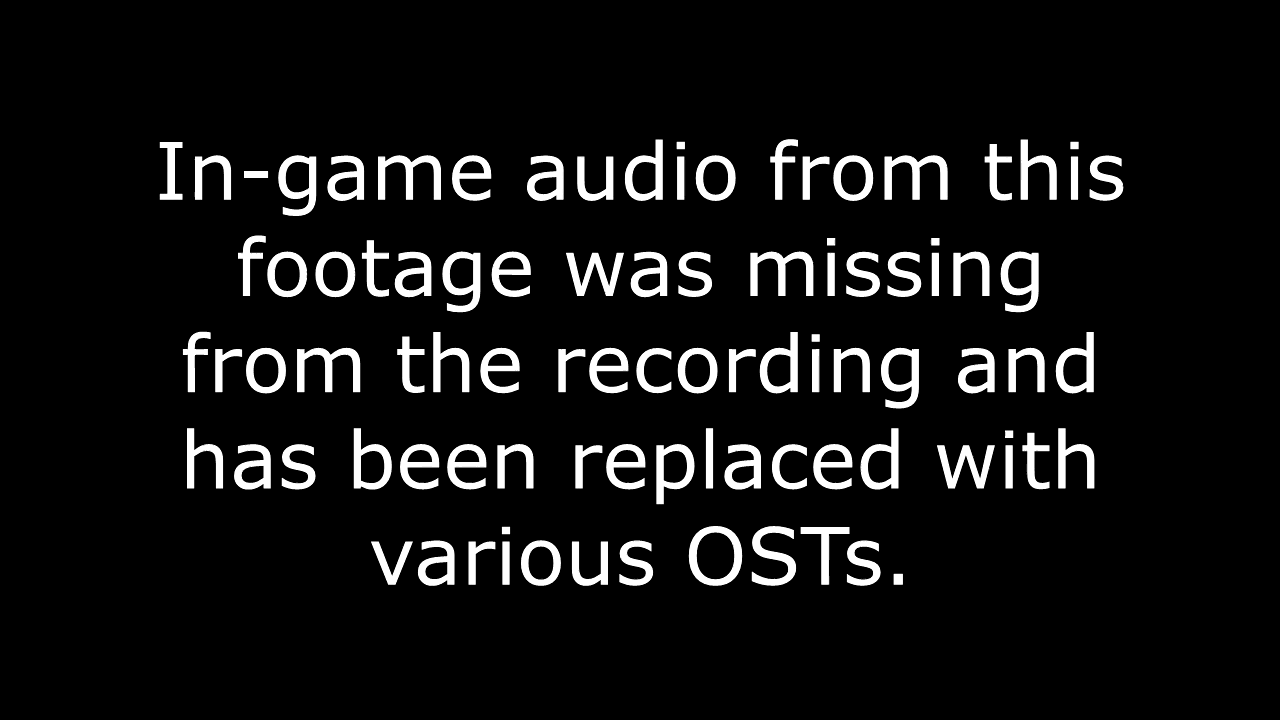 In-game audio from this
footage was missing
from the recording and
has been replaced with
various OSTs.